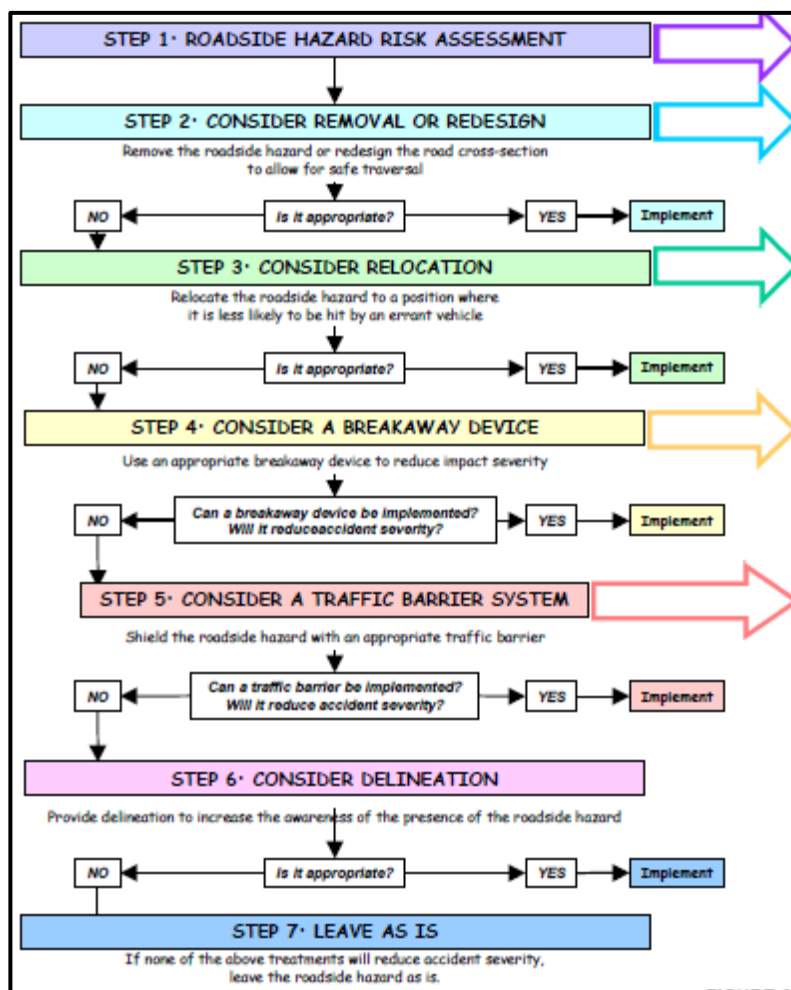 STEP 1· ROADSIDE HAZARD RISK ASSESSMENT
STEP 2· CONSIDER REMOVAL OR REDESIGN
Remove the roadside hazard or redesign the road cross-section
to allow for safe traversal
NO Is it appropriate? YES Implement
STEP 3· CONSIDER RELOCATION
Relocate the roadside hazard to a position where
it is less likely to be hit by an errant vehicle
NO Is it appropriate? YES Implement
STEP 4· CONSIDER A BREAKAWAY DEVICE
Use an appropriate breakaway device to reduce impact severity
NO Can a breakaway device be implemented? YES Implement
Will it reduceaccident severity?
STEP 5· CONSIDER A TRAFFIC BARRIER SYSTEM
Shield the roadside hazard with an appropriate traffic barrier
NO Can a traffic barrier be implemented? YES Implement
Will it reduce accident severity?
STEP 6· CONSIDER DELINEATION
Provide delineation to increase the awareness of the presence of the roadside hazard
NO Is it appropriate? YES Implement
STEP 7· LEAVE AS IS
If none of the above treatments will reduce accident severity,
leave the roadside hazard as is.